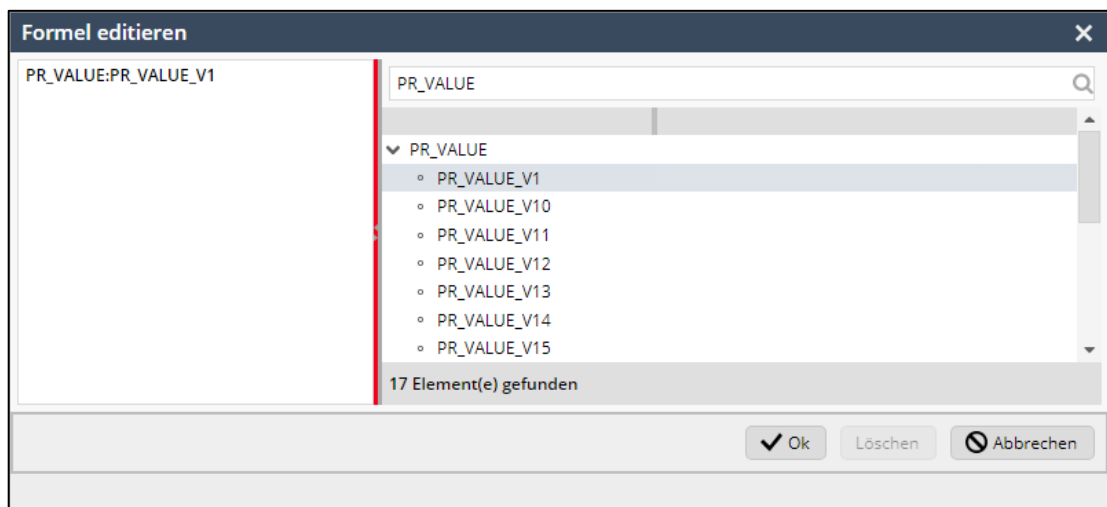 Formel editieren
PR_VALUE:PR_VALUE_V1
PR_VALUE
PR_VALUE
PR_VALUE_V1
PR_VALUE_V10
PR_VALUE_V11
PR_VALUE_V12
PR_VALUE_V13
PR_VALUE_V14
PR_VALUE_V15
17 Element(e) gefunden
Ok Löschen Abbrechen